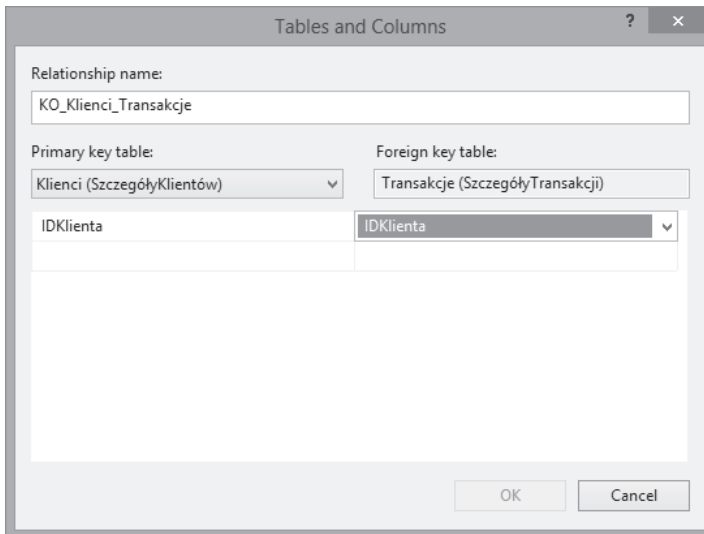 Tables and Columns
?
×
Relationship name:
KO_Klienci_Transakcje
Primary key table:
Foreign key table:
Klienci (SzczegółyKlientów)
Transakcje (SzczegółyTransakcji)
IDKlienta
IDKlienta
OK
Cancel